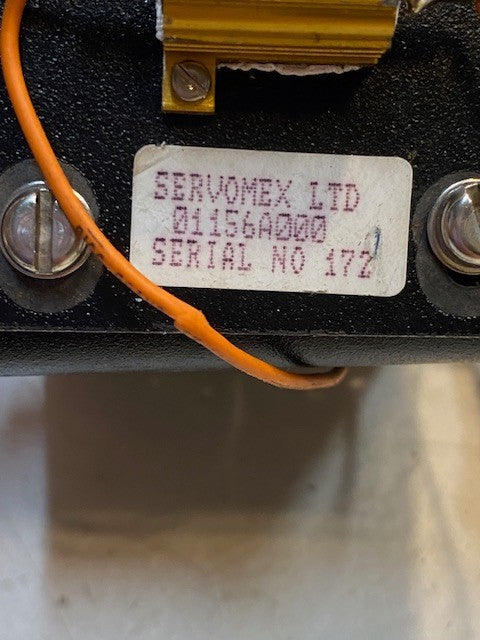 SERVOMEX LTD
01156A000
SERIAL NO 172